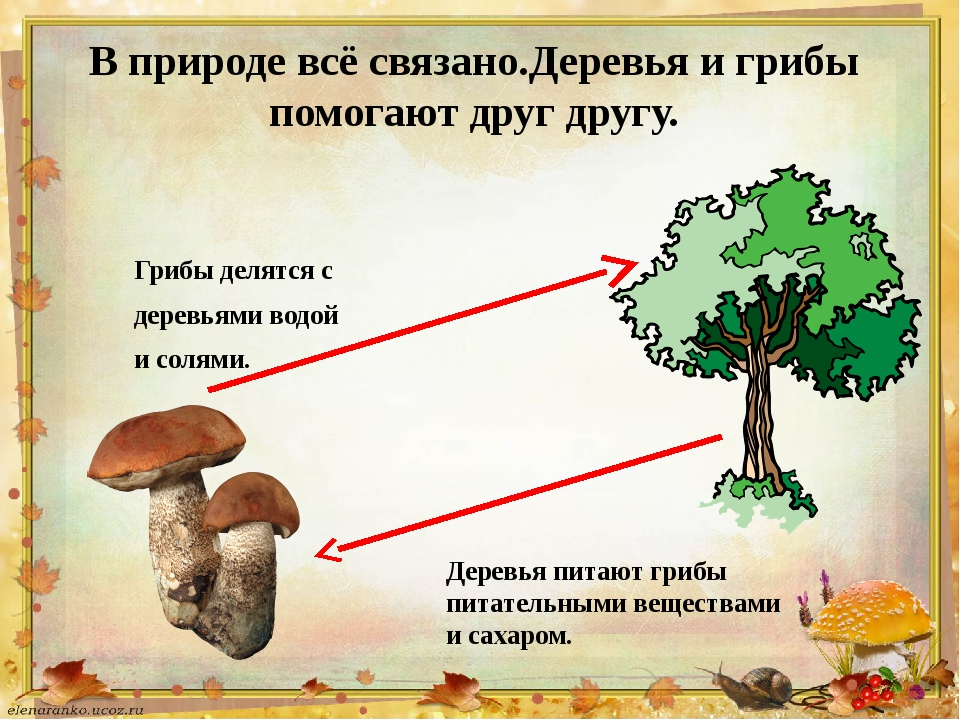 В природе всё связано.Деревья и грибы
помогают друг другу.
Грибы делятся с
деревьями водой
и солями.
Деревья питают грибы
питательными веществами
и сахаром.
elenaranko.ucoz.ru